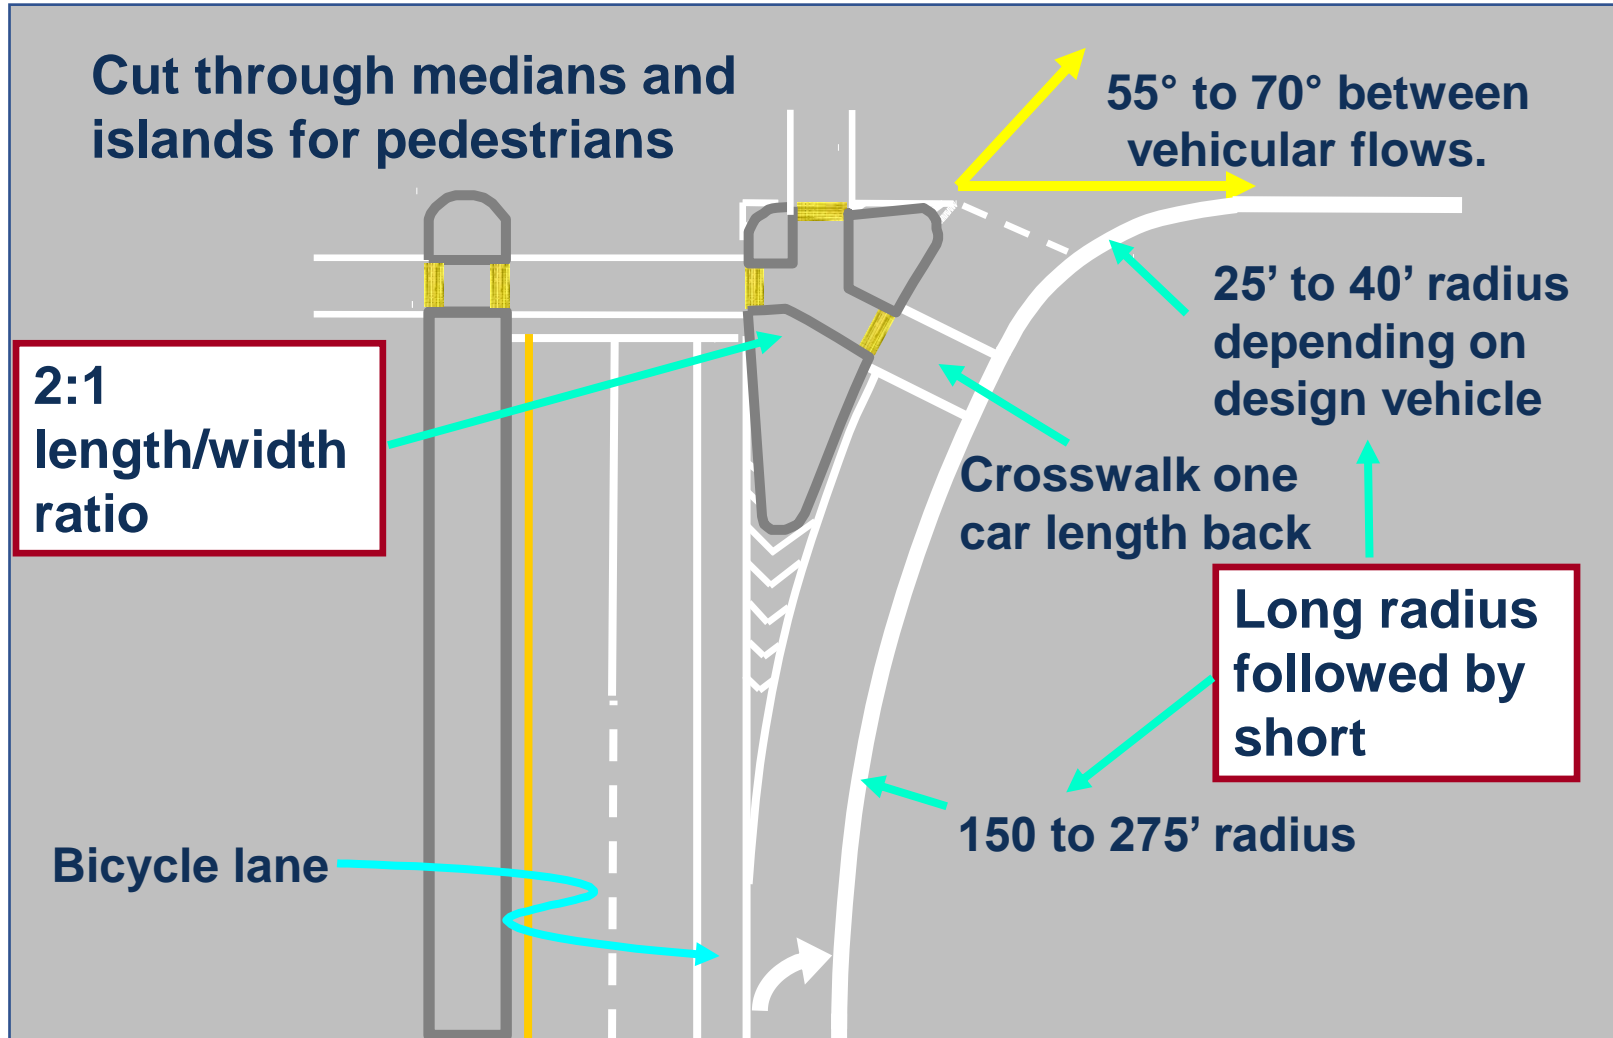 Cut through medians and
islands for pedestrians
55° to 70° between
vehicular flows.
25’ to 40’ radius
depending on
design vehicle
2:1
length/width
ratio
Crosswalk one
car length back
Long radius
followed by
short
150 to 275’ radius
Bicycle lane